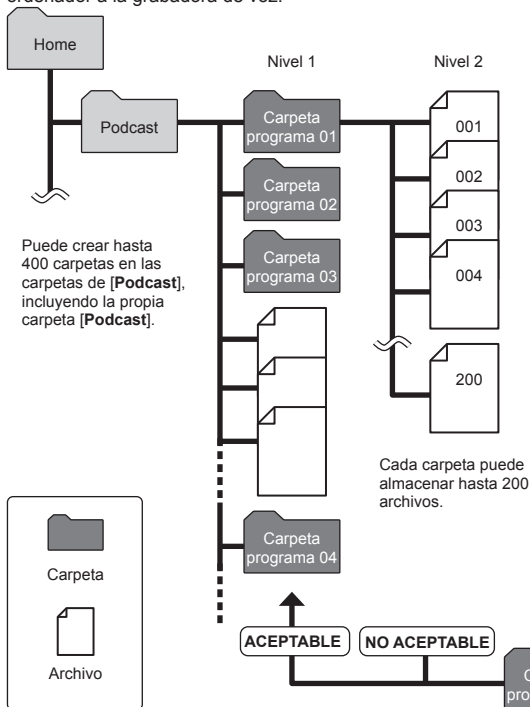 ordenador a la grabadora de voz.
Home
Nivel 1
Nivel 2
Podcast
Carpeta
programa 01
001
002
003
004
200
Carpeta
programa 02
Carpeta
programa 03
Puede crear hasta
400 carpetas en las
carpetas de [Podcast],
incluyendo la propia
carpeta [Podcast].
Cada carpeta puede
almacenar hasta 200
archivos.
Carpeta
programa 04
Carpeta
Archivo
ACEPTABLE
NO ACEPTABLE